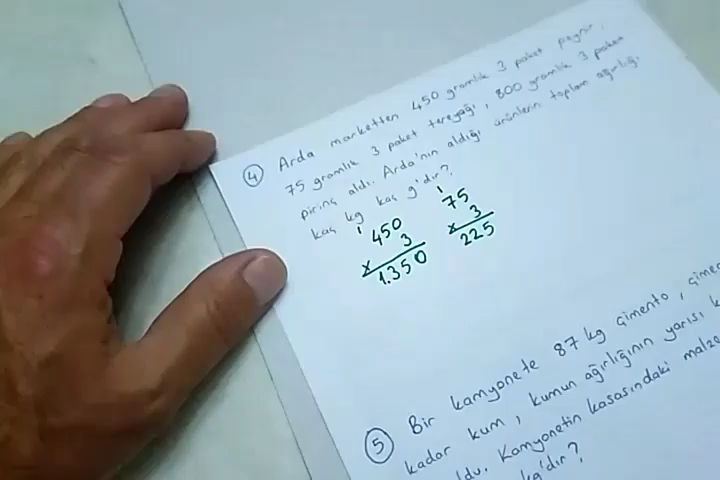 ④ Arda marketten 450 gramlık 3 paket peynir,
75 gramlık 3 paket tereyağı, 800 gramlık 3 paket
pirinç aldı. Arda'nın aldığı ürünlerin toplam ağırlığı
kaç kg kaç g'dır?
1 1
450 75
x 3 x 3
1.350 225
⑤ Bir kamyonete 87 kg çimento,
kadar kum, kumun ağırlığının yarısı
Kamyonetin kasasındaki
kg'dır?